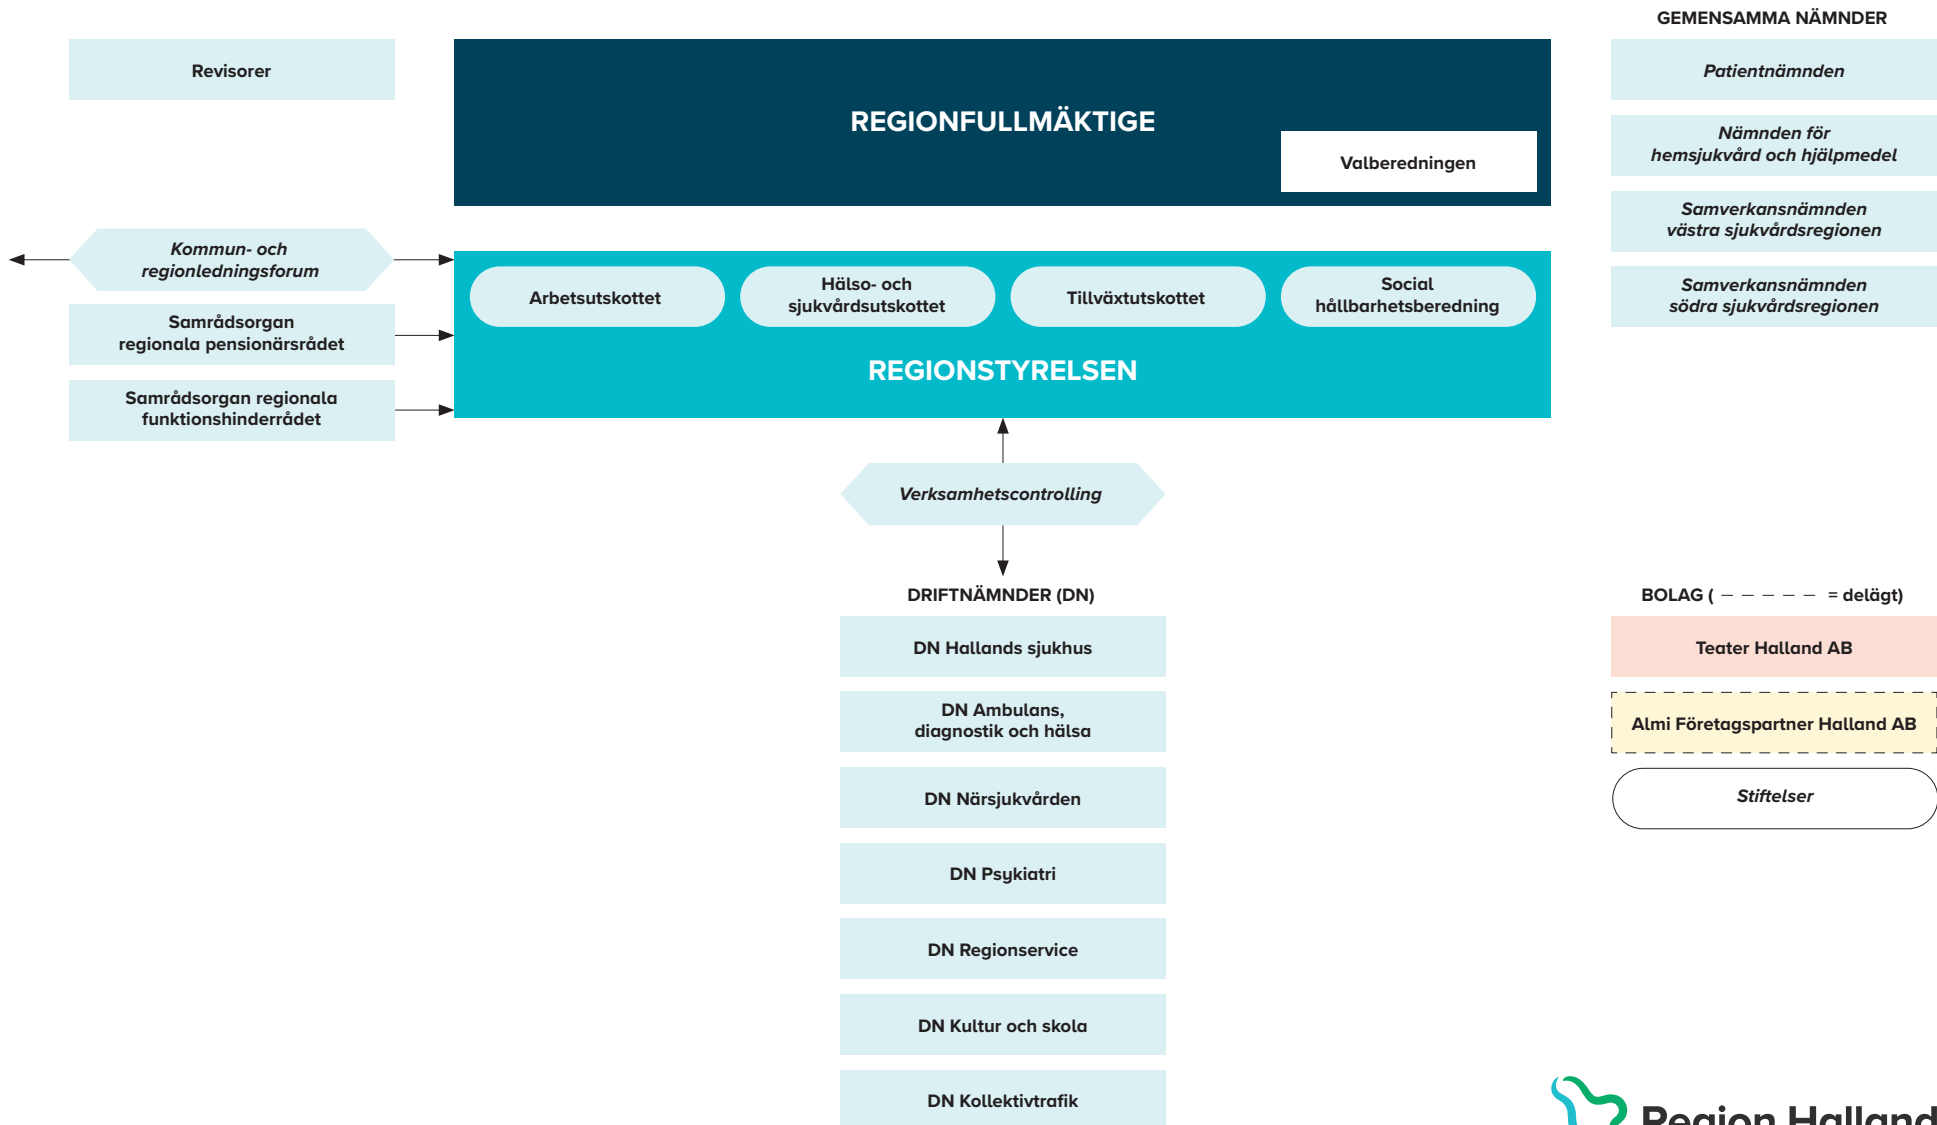 Revisorer
REGIONFULLMÄKTIGE
Valberedningen
GEMENSAMMA NÄMNDER
Patientnämnden
Nämnden för
hemsjukvård och hjälpmedel
Samverkansnämnden
västra sjukvårdsregionen
Samverkansnämnden
södra sjukvårdsregionen
Kommun- och
regionledningsforum
Samrådsorgan
regionala pensionärsrådet
Samrådsorgan regionala
funktionshinderrådet
Arbetsutskottet
Hälso- och
sjukvårdsutskottet
Tillväxtutskottet
Social
hållbarhetsberedning
REGIONSTYRELSEN
Verksamhetscontrolling
DRIFTNÄMNDER (DN)
DN Hallands sjukhus
DN Ambulans,
diagnostik och hälsa
DN Närsjukvården
DN Psykiatri
DN Regionservice
DN Kultur och skola
DN Kollektivtrafik
BOLAG ( – – – – – = delägt)
Teater Halland AB
Almi Företagspartner Halland AB
Stiftelser
Region Halland